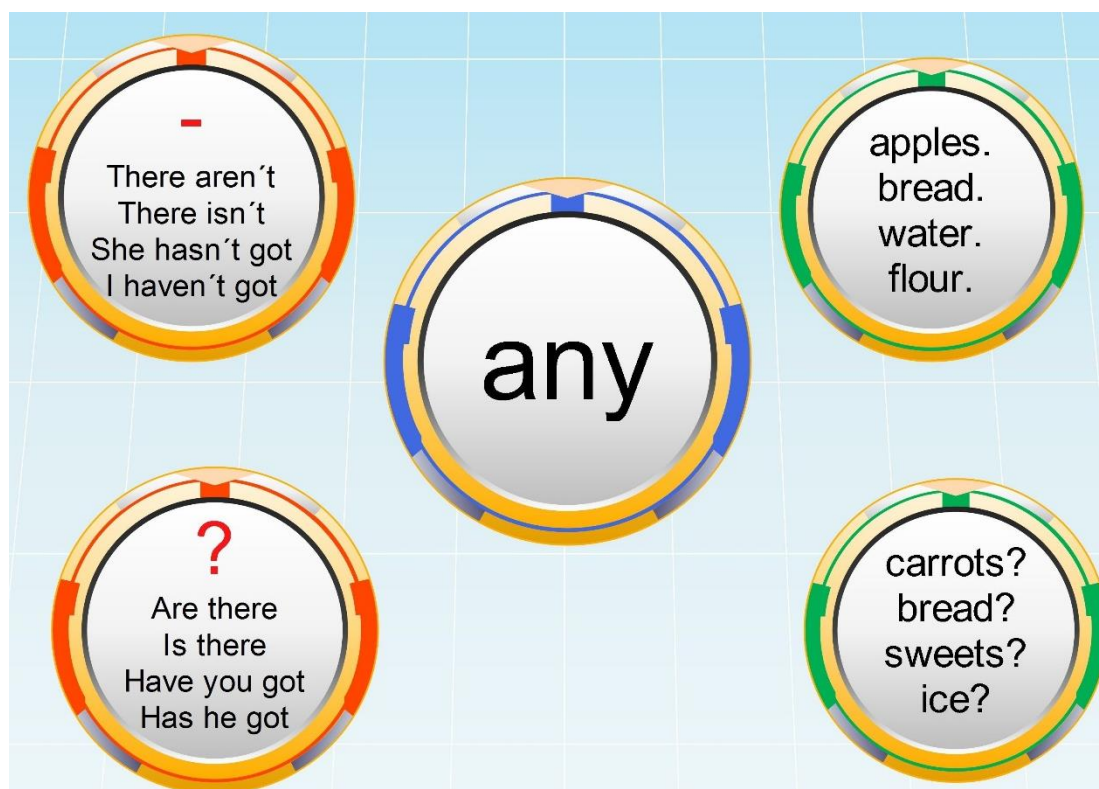 -
There aren´t
There isn´t
She hasn´t got
I haven´t got
any
apples.
bread.
water.
flour.
?
Are there
Is there
Have you got
Has he got
carrots?
bread?
sweets?
ice?